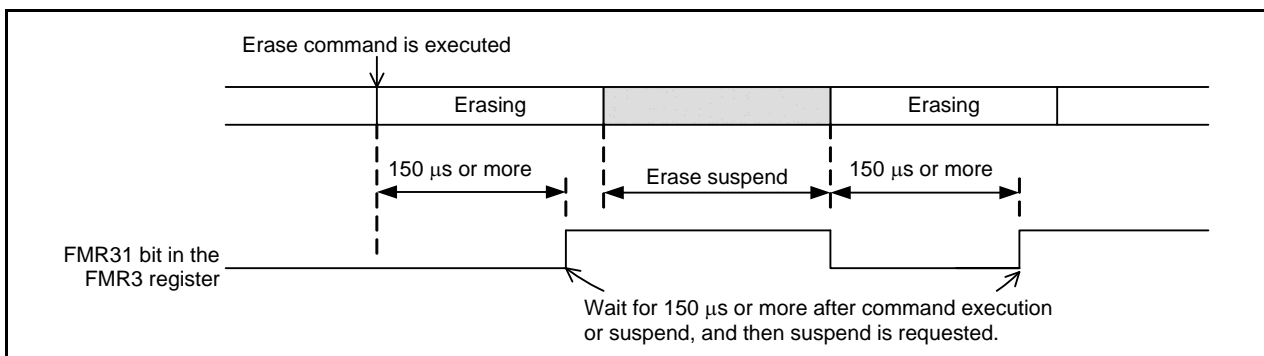 Erase command is executed
Erasing
Erasing
150 μs or more
Erase suspend
150 μs or more
FMR31 bit in the
FMR3 register
Wait for 150 μs or more after command execution
or suspend, and then suspend is requested.